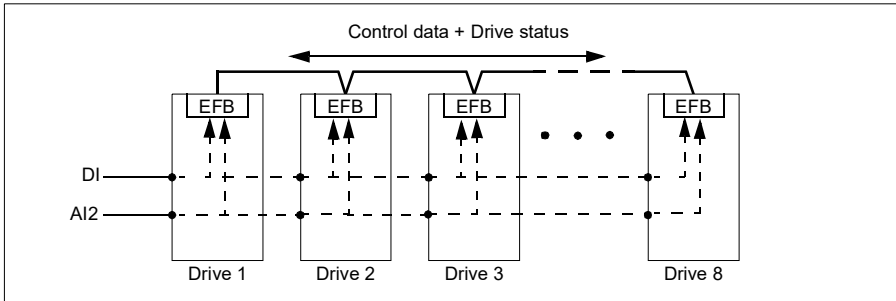 Control data + Drive status
EFB EFB EFB EFB
DI
AI2
Drive 1 Drive 2 Drive 3 Drive 8